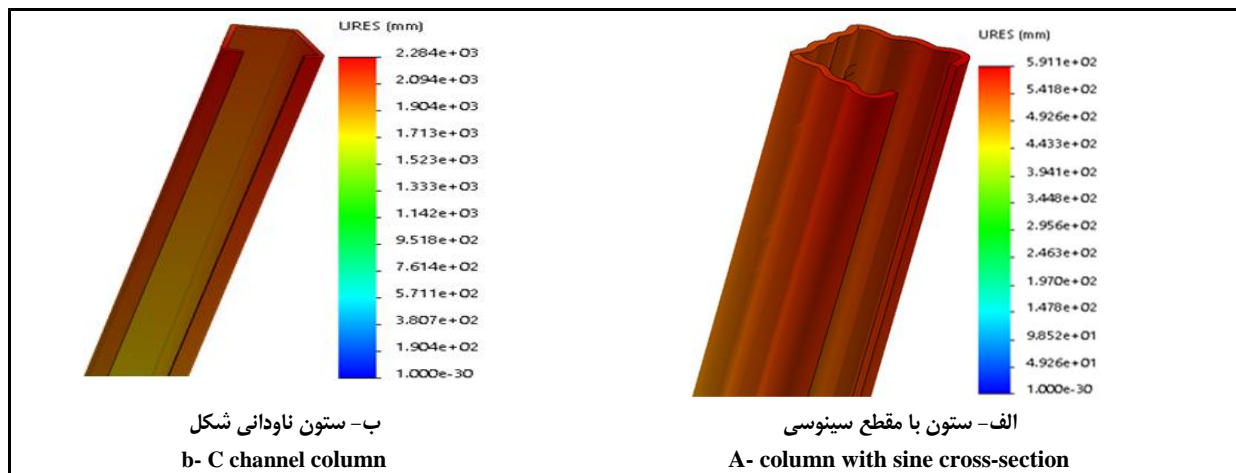 URES (mm)
2.284e+03
2.094e+03
1.904e+03
1.713e+03
1.523e+03
1.333e+03
1.142e+03
9.518e+02
7.614e+02
5.711e+02
3.807e+02
1.904e+02
1.000e-30
ب- ستون ناودانی شکل
b- C channel column
URES (mm)
5.911e+02
5.418e+02
4.926e+02
4.433e+02
3.941e+02
3.448e+02
2.956e+02
2.463e+02
1.970e+02
1.478e+02
9.852e+01
4.926e+01
1.000e-30
الف- ستون با مقطع سینوسی
A- column with sine cross-section